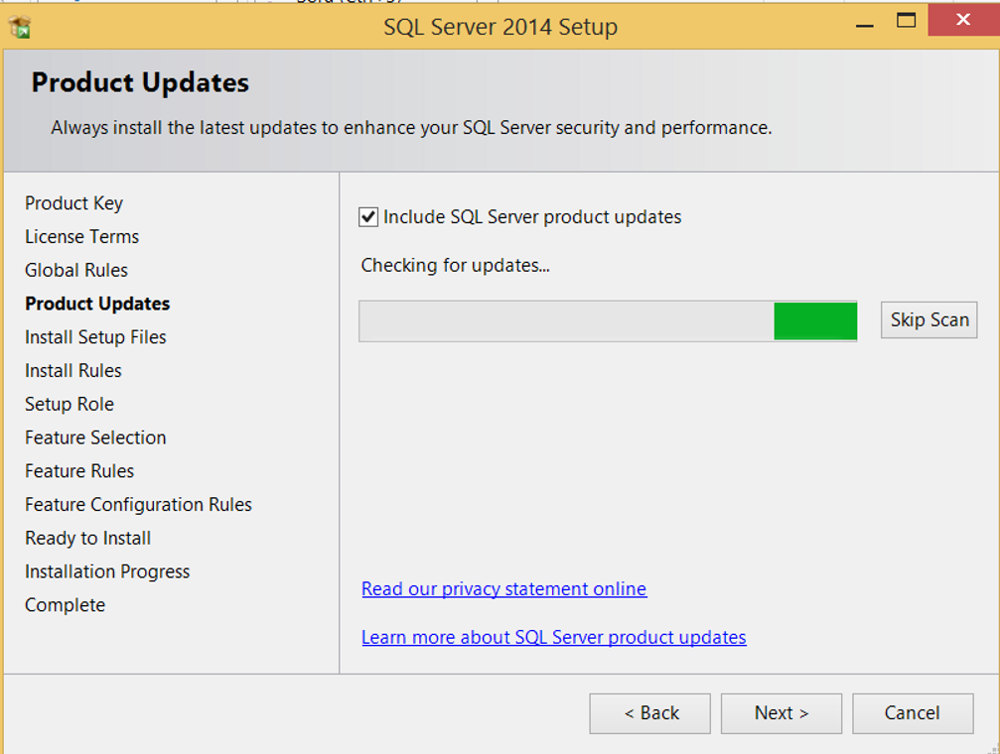 SQL Server 2014 Setup
Product Updates
Always install the latest updates to enhance your SQL Server security and performance.
Product Key
License Terms
Global Rules
Product Updates
Install Setup Files
Install Rules
Setup Role
Feature Selection
Feature Rules
Feature Configuration Rules
Ready to Install
Installation Progress
Complete
Include SQL Server product updates
Checking for updates...
Skip Scan
Read our privacy statement online
Learn more about SQL Server product updates
< Back
Next >
Cancel